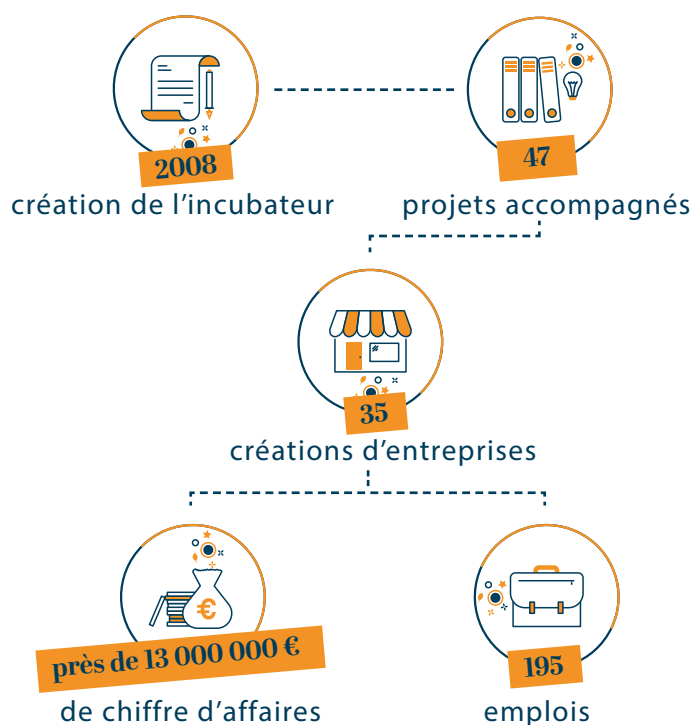 2008
création de l’incubateur
47
projets accompagnés
35
créations d’entreprises
près de 13 000 000 €
de chiffre d’affaires
€
195
emplois